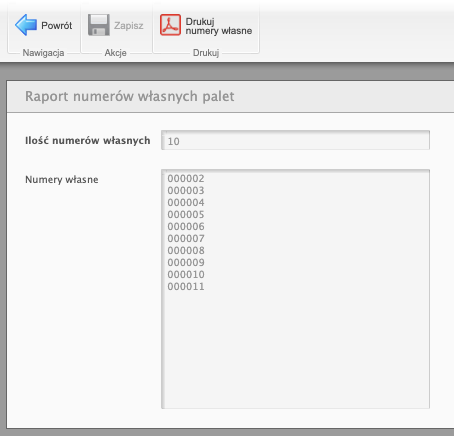 Powrót
Zapisz
Drukuj
numery własne
Nawigacja
Akcje
Drukuj
Raport numerów własnych palet
Ilość numerów własnych
10
Numery własne
000002
000003
000004
000005
000006
000007
000008
000009
000010
000011